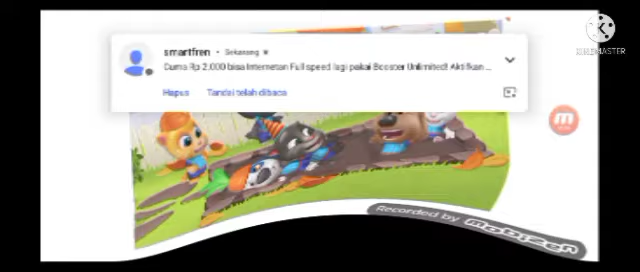 KINEMASTER
smartfren • Sekarang
Cuma Rp 2.000 bisa Internetan Full speed lagi pakai Booster Unlimited! Aktifkan ...
Hapus Tandai telah dibaca
m
Recorded by mobizen